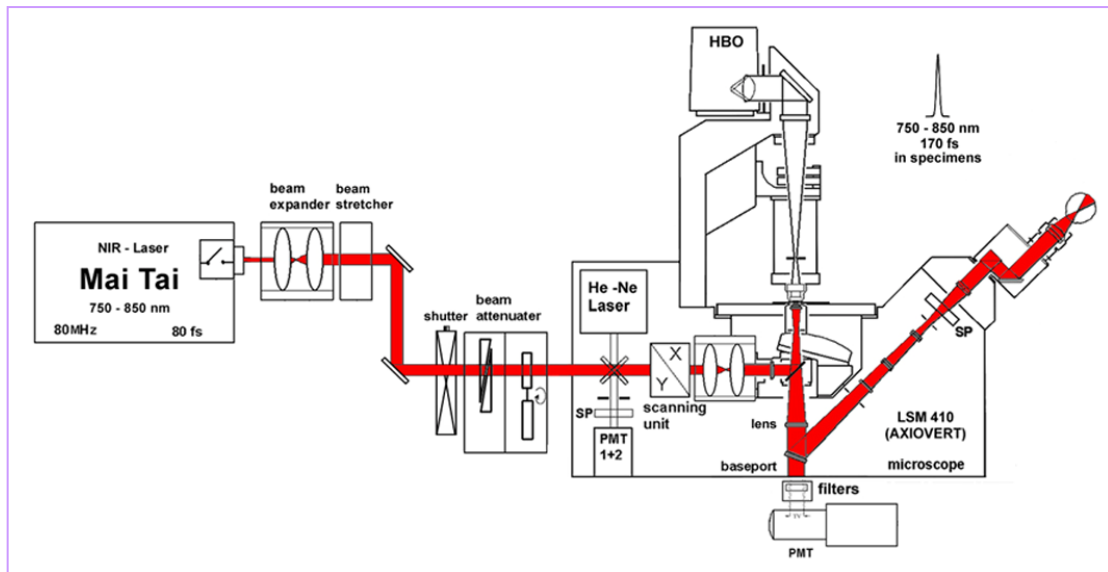 HBO
750 - 850 nm
170 fs
in specimens
beam
expander
beam
stretcher
NIR - Laser
Mai Tai
750 - 850 nm
80MHz
80 fs
shutter
beam
attenuater
He -Ne
Laser
X
Y
scanning
unit
SP
PMT
1+2
SP
lens
LSM 410
(AXIOVERT)
baseport
microscope
filters
PMT